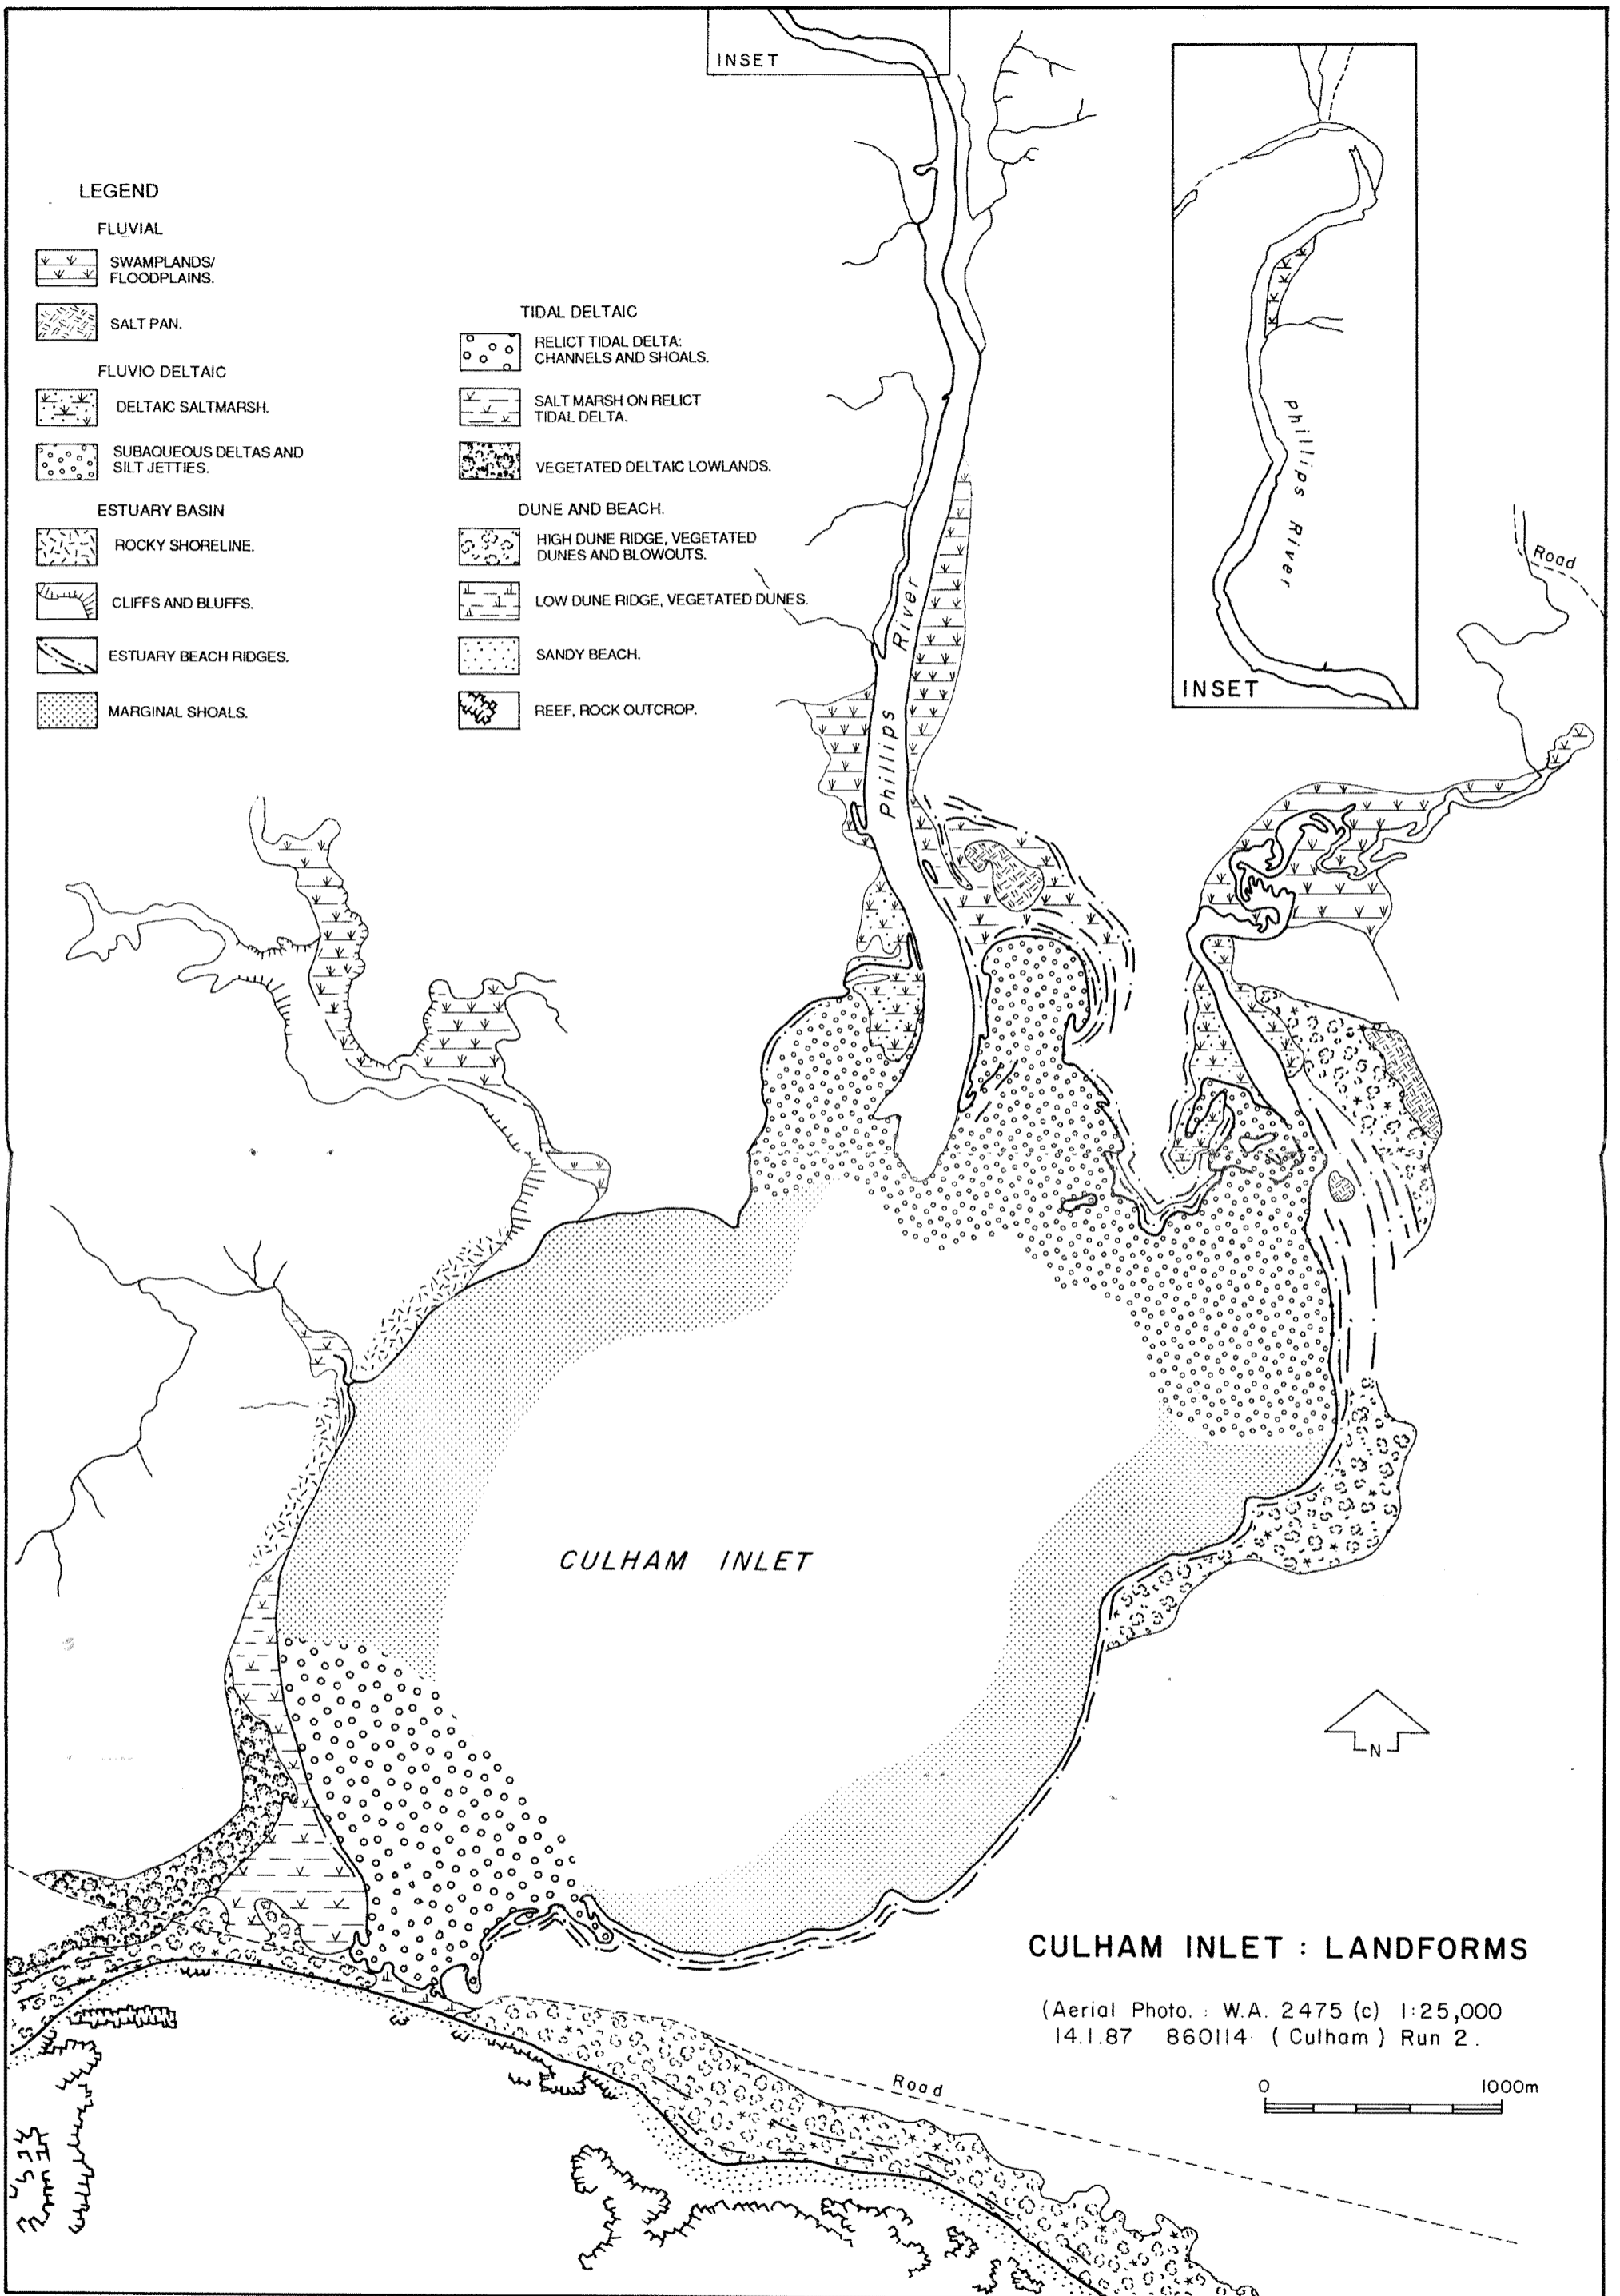 INSET
LEGEND
FLUVIAL
SWAMPLANDS/
FLOODPLAINS.
SALT PAN.
FLUVIO DELTAIC
DELTAIC SALTMARSH.
SUBAQUEOUS DELTAS AND
SILT JETTIES.
ESTUARY BASIN
ROCKY SHORELINE.
CLIFFS AND BLUFFS.
ESTUARY BEACH RIDGES.
MARGINAL SHOALS.
TIDAL DELTAIC
RELICT TIDAL DELTA:
CHANNELS AND SHOALS.
SALT MARSH ON RELICT
TIDAL DELTA.
VEGETATED DELTAIC LOWLANDS.
DUNE AND BEACH.
HIGH DUNE RIDGE, VEGETATED
DUNES AND BLOWOUTS.
LOW DUNE RIDGE, VEGETATED DUNES.
SANDY BEACH.
REEF, ROCK OUTCROP.
Phillips River
Phillips River
INSET
Road
CULHAM INLET
N
CULHAM INLET : LANDFORMS
(Aerial Photo. : W.A. 2475 (c) 1:25,000
14.1.87 860114 (Culham) Run 2.
0 1000m
Road